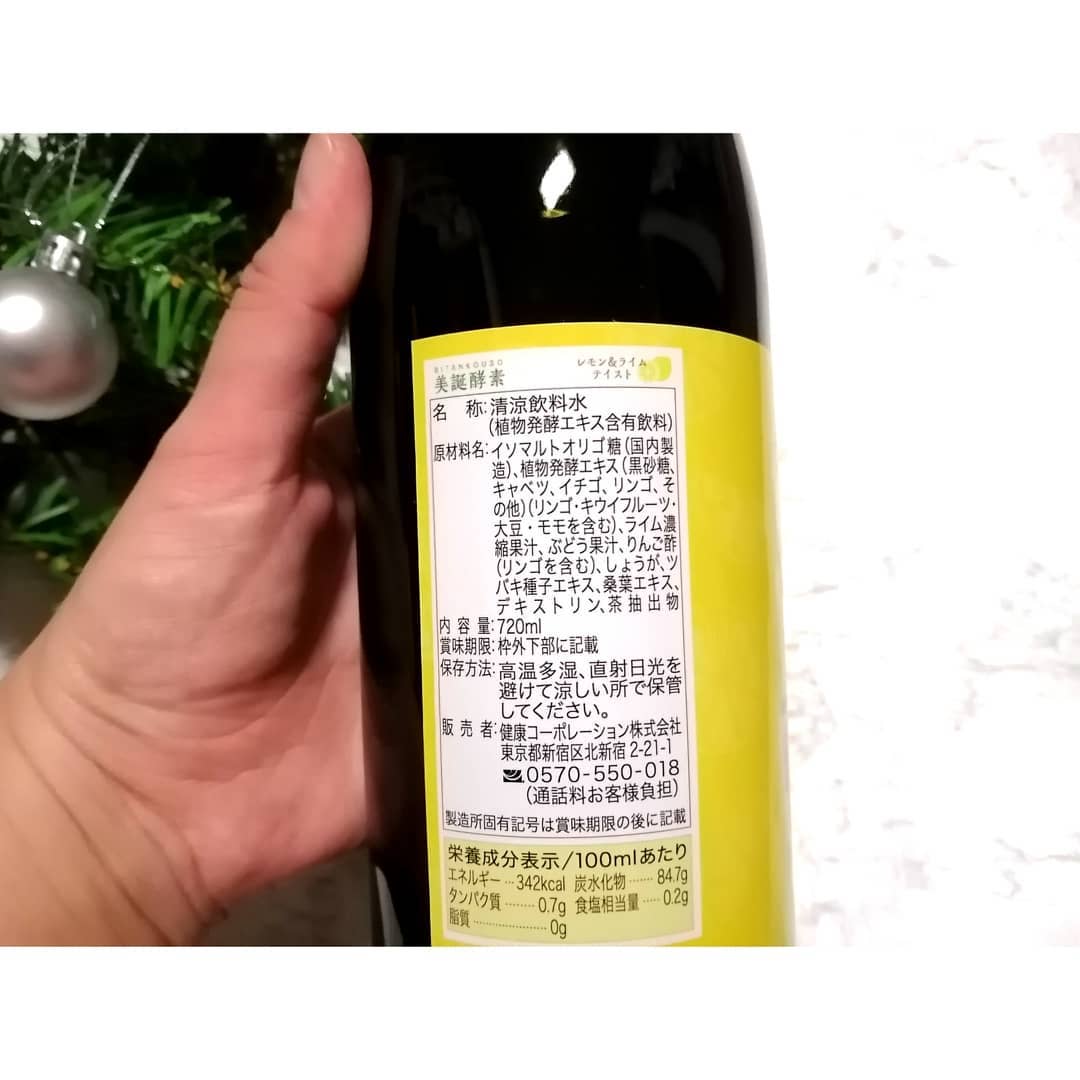 BITANKOUSO
美誕酵素
レモン&ライム
テイスト
名 称:清涼飲料水
(植物発酵エキス含有飲料)
原材料名:イソマルトオリゴ糖(国内製
造)、植物発酵エキス(黒砂糖、
キャベツ、イチゴ、リンゴ、そ
の他)(リンゴ・キウイフルーツ・
大豆・モモを含む)、ライム濃
縮果汁、ぶどう果汁、りんご酢
(リンゴを含む)、しょうが、ツ
バキ種子エキス、桑葉エキス、
デキストリン、茶抽出物
内容量:720ml
賞味期限:枠外下部に記載
保存方法:高温多湿、直射日光を
避けて涼しい所で保管
してください。
販売者:健康コーポレーション株式会社
東京都新宿区北新宿2-21-1
0570-550-018
(通話料お客様負担)
製造所固有記号は賞味期限の後に記載
栄養成分表示/100mlあたり
エネルギー…342kcal 炭水化物……84.7g
タンパク質………0.7g 食塩相当量……0.2g
脂質……………………0g